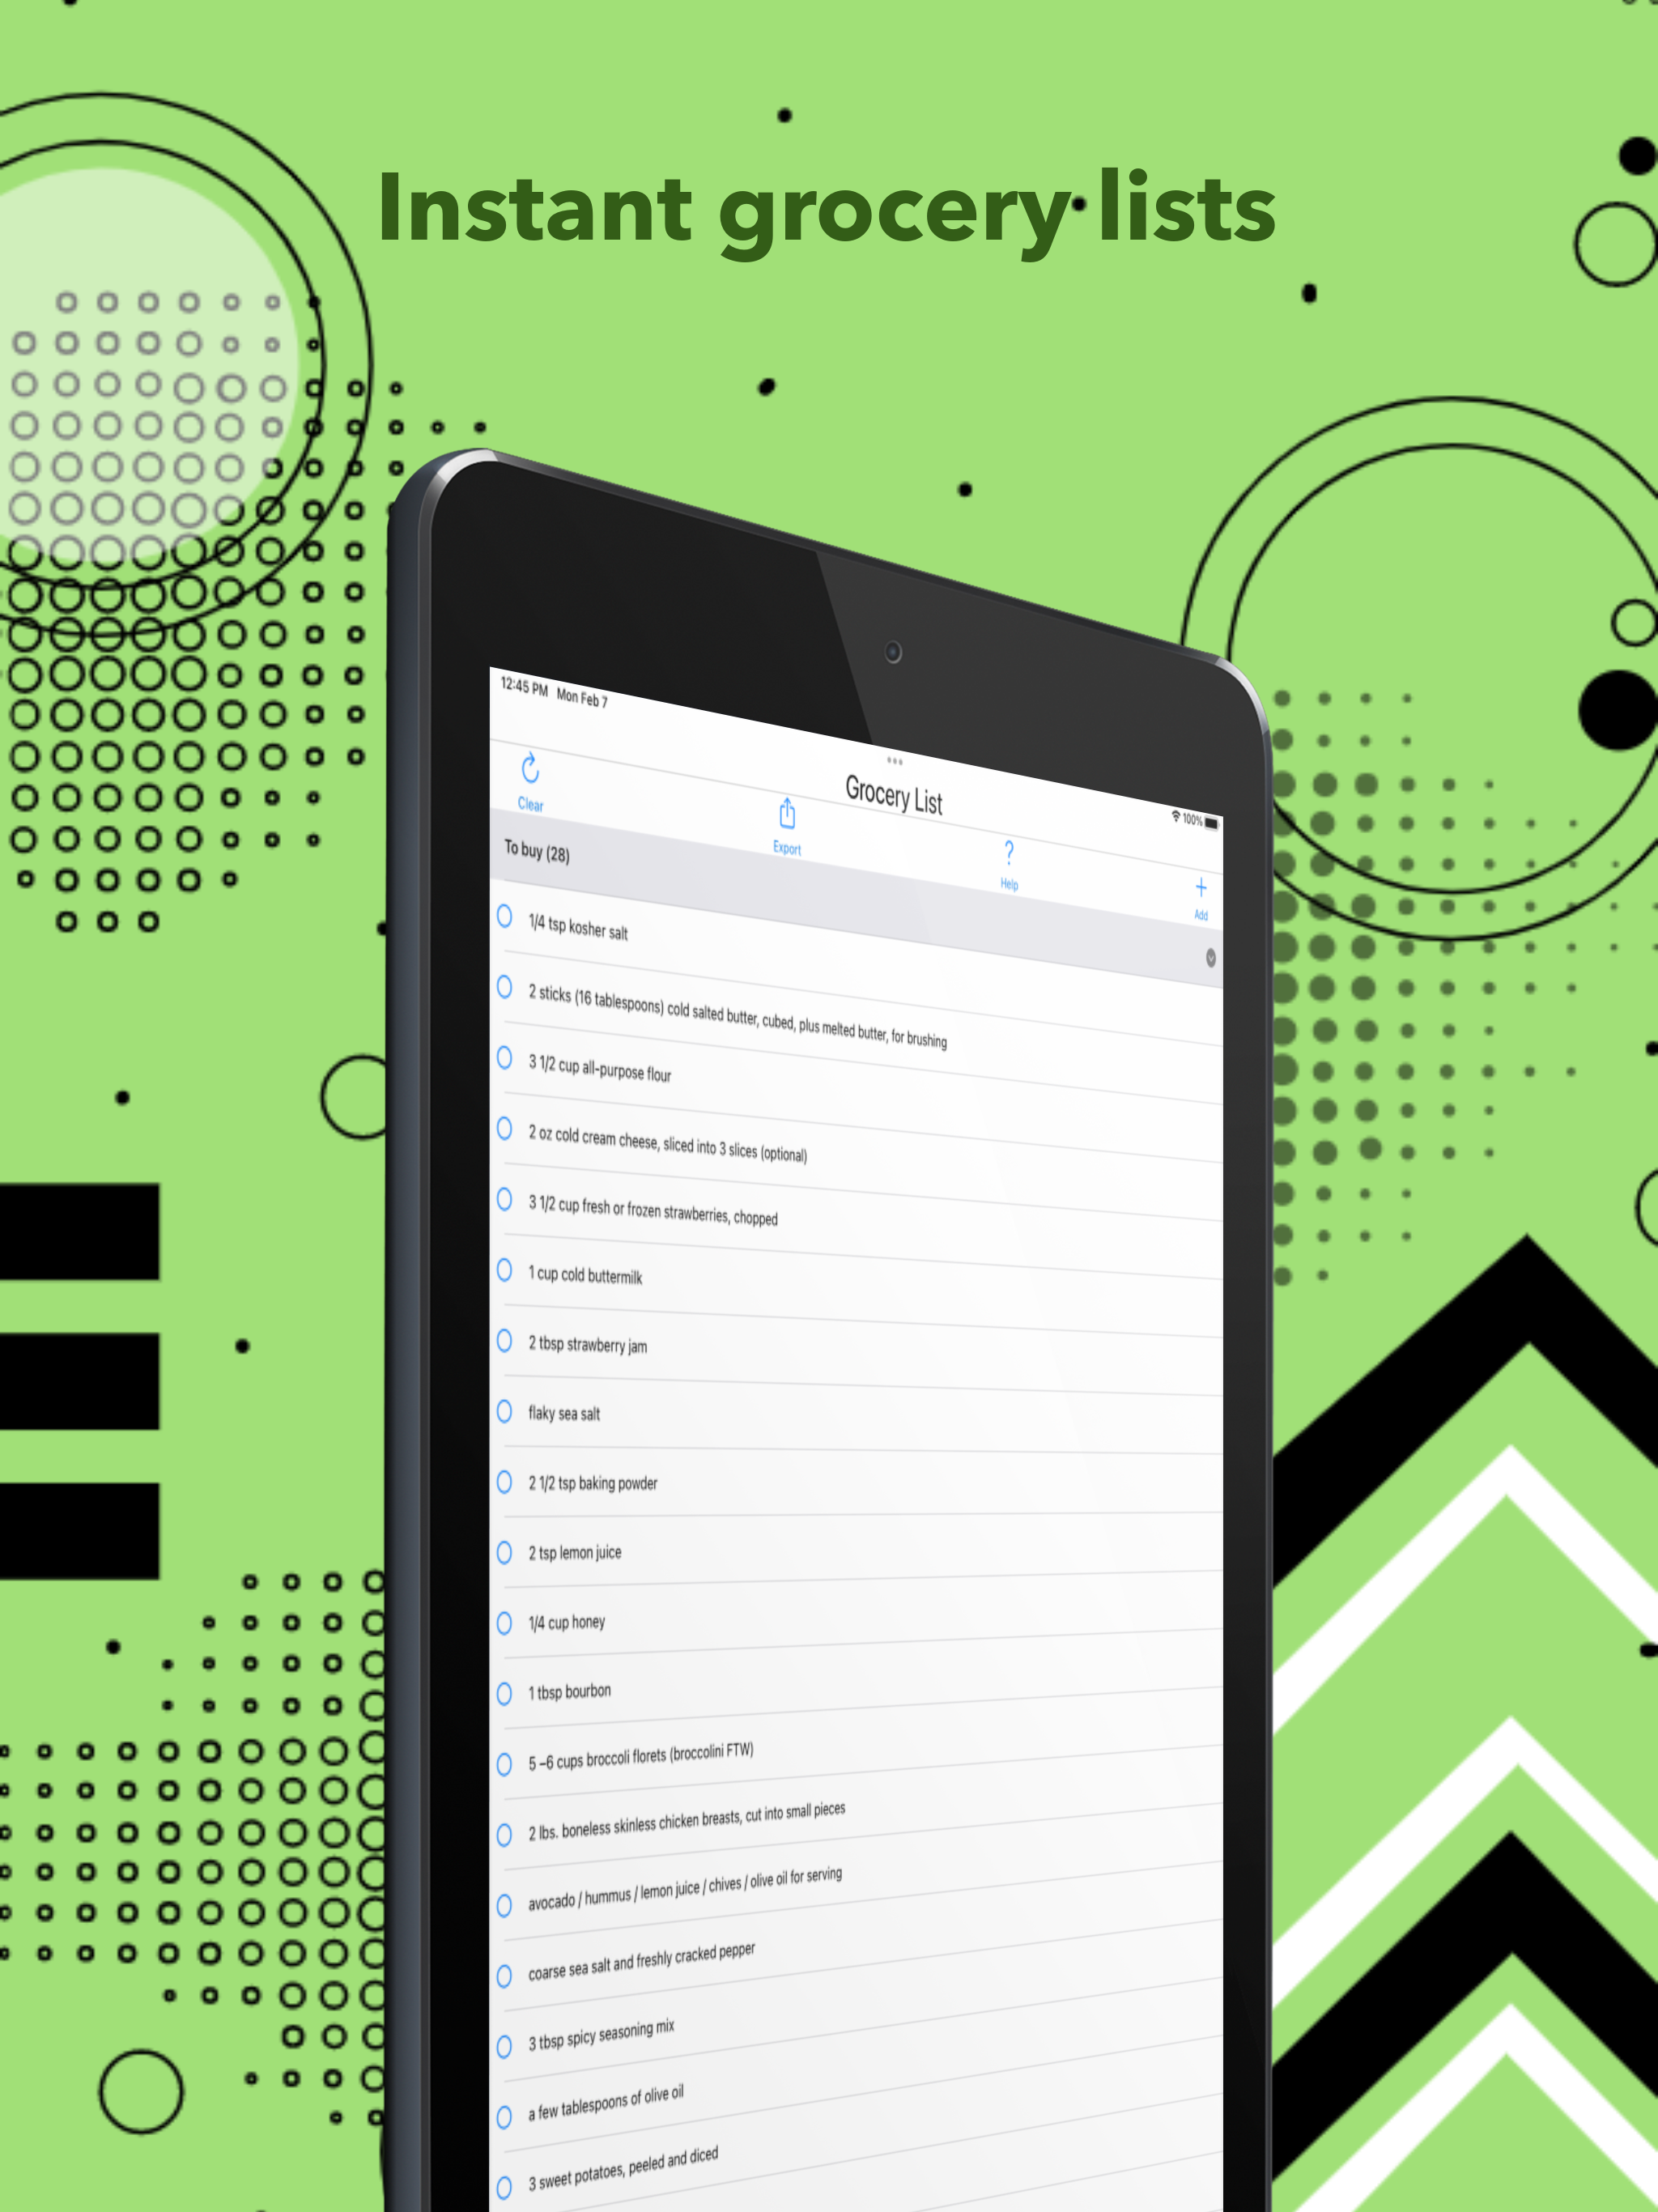 Instant grocery lists
12:45 PM Mon Feb 7
100%
Grocery List
Clear
Export
Help
Add
To buy (28)
1/4 tsp kosher salt
2 sticks (16 tablespoons) cold salted butter, cubed, plus melted butter, for brushing
3 1/2 cup all-purpose flour
2 oz cold cream cheese, sliced into 3 slices (optional)
3 1/2 cup fresh or frozen strawberries, chopped
1 cup cold buttermilk
2 tbsp strawberry jam
flaky sea salt
2 1/2 tsp baking powder
2 tsp lemon juice
1/4 cup honey
1 tbsp bourbon
5 –6 cups broccoli florets (broccolini FTW)
2 lbs. boneless skinless chicken breasts, cut into small pieces
avocado / hummus / lemon juice / chives / olive oil for serving
coarse sea salt and freshly cracked pepper
3 tbsp spicy seasoning mix
a few tablespoons of olive oil
3 sweet potatoes, peeled and diced